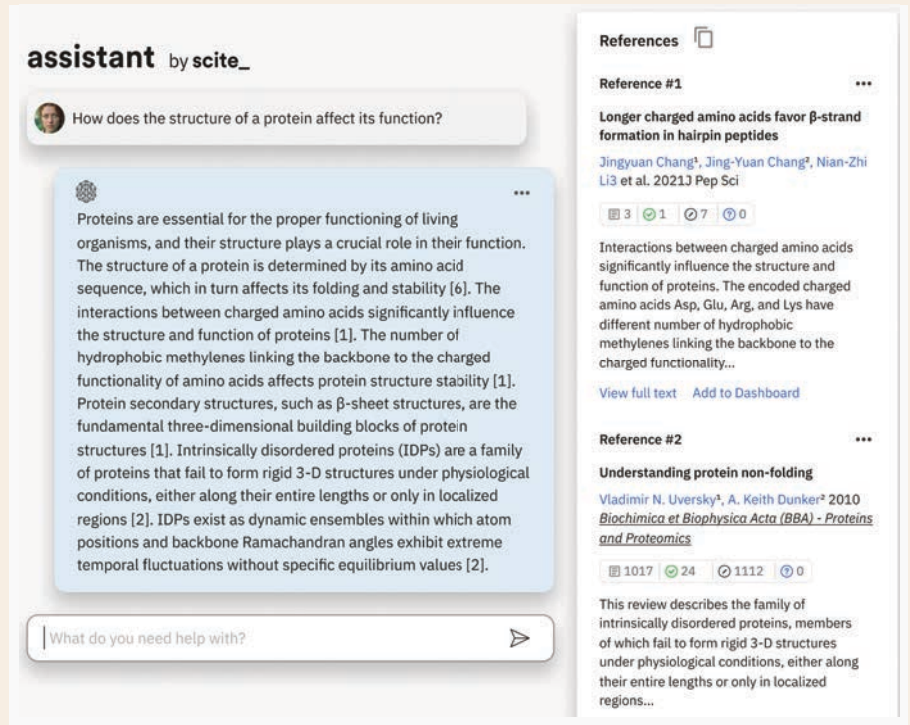 assistant by scite_
How does the structure of a protein affect its function?
Proteins are essential for the proper functioning of living
organisms, and their structure plays a crucial role in their function.
The structure of a protein is determined by its amino acid
sequence, which in turn affects its folding and stability [6]. The
interactions between charged amino acids significantly influence
the structure and function of proteins [1]. The number of
hydrophobic methylenes linking the backbone to the charged
functionality of amino acids affects protein structure stability [1].
Protein secondary structures, such as β-sheet structures, are the
fundamental three-dimensional building blocks of protein
structures [1]. Intrinsically disordered proteins (IDPs) are a family
of proteins that fail to form rigid 3-D structures under physiological
conditions, either along their entire lengths or only in localized
regions [2]. IDPs exist as dynamic ensembles within which atom
positions and backbone Ramachandran angles exhibit extreme
temporal fluctuations without specific equilibrium values [2].
What do you need help with?
References
Reference #1
Longer charged amino acids favor β-strand
formation in hairpin peptides
Jingyuan Chang¹, Jing-Yuan Chang², Nian-Zhi
Li3 et al. 2021J Pep Sci
3 1 7 0
Interactions between charged amino acids
significantly influence the structure and
function of proteins. The encoded charged
amino acids Asp, Glu, Arg, and Lys have
different number of hydrophobic
methylenes linking the backbone to the
charged functionality...
View full text Add to Dashboard
Reference #2
Understanding protein non-folding
Vladimir N. Uversky¹, A. Keith Dunker² 2010
Biochimica et Biophysica Acta (BBA) - Proteins
and Proteomics
1017 24 1112 0
This review describes the family of
intrinsically disordered proteins, members
of which fail to form rigid 3-D structures
under physiological conditions, either along
their entire lengths or only in localized
regions...